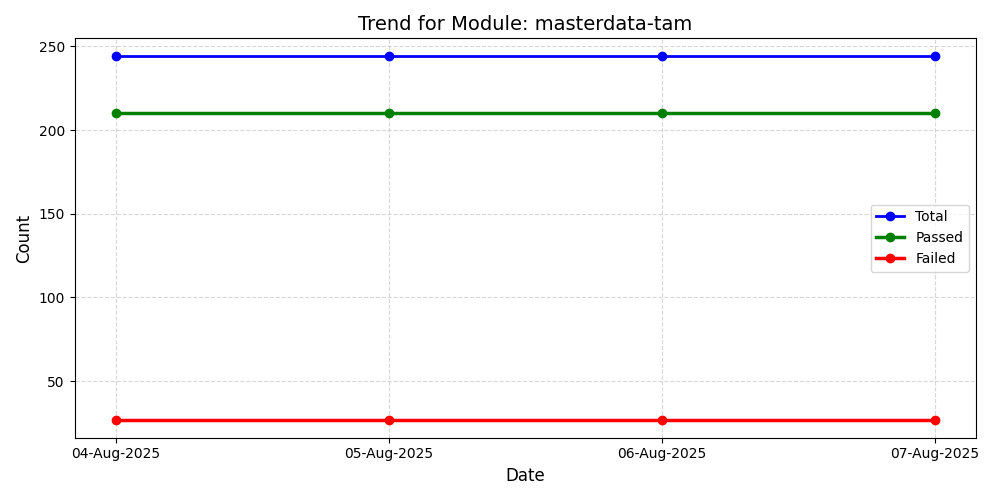 Trend for Module: masterdata-tam
250
200
150
100
50
Count
Total
Passed
Failed
04-Aug-2025
05-Aug-2025
06-Aug-2025
07-Aug-2025
Date